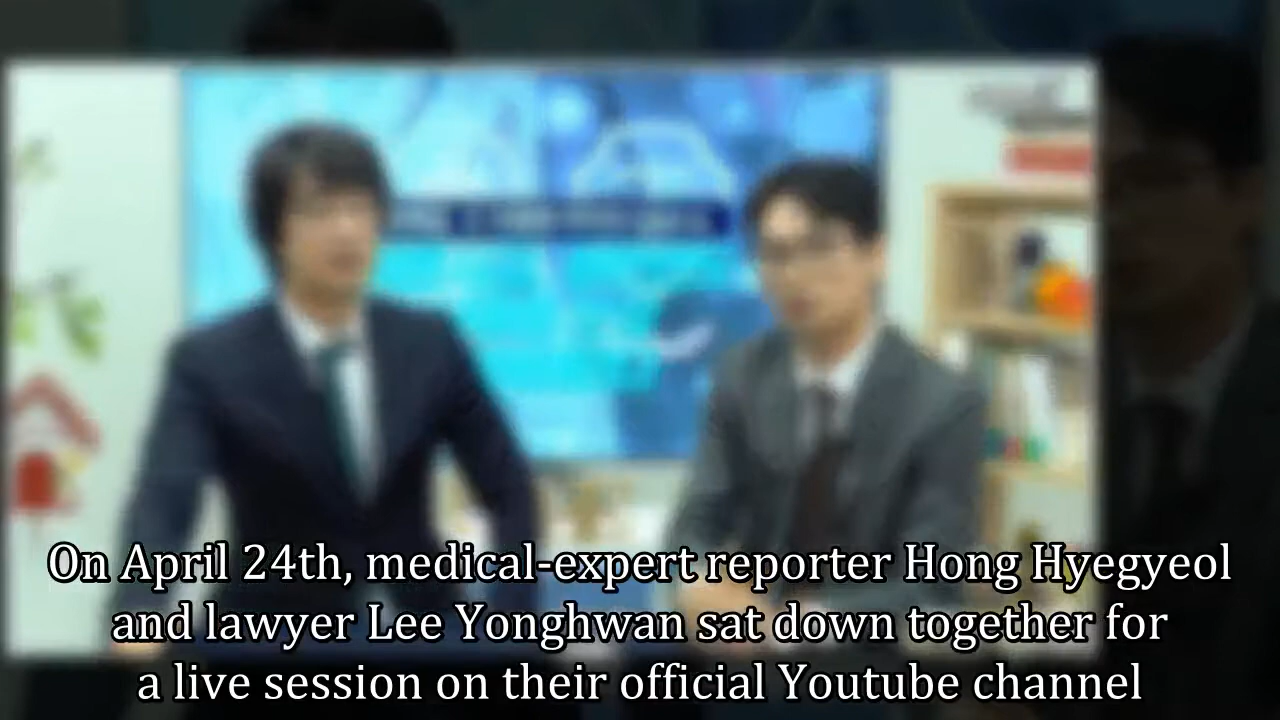 On April 24th, medical-expert reporter Hong Hyegyeol
and lawyer Lee Yonghwan sat down together for
a live session on their official Youtube channel